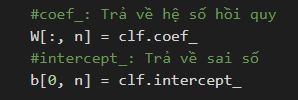 #coef_: Trả về hệ số hồi quy
W[:, n] = clf.coef_
#intercept_: Trả về sai số
b[0, n] = clf.intercept_